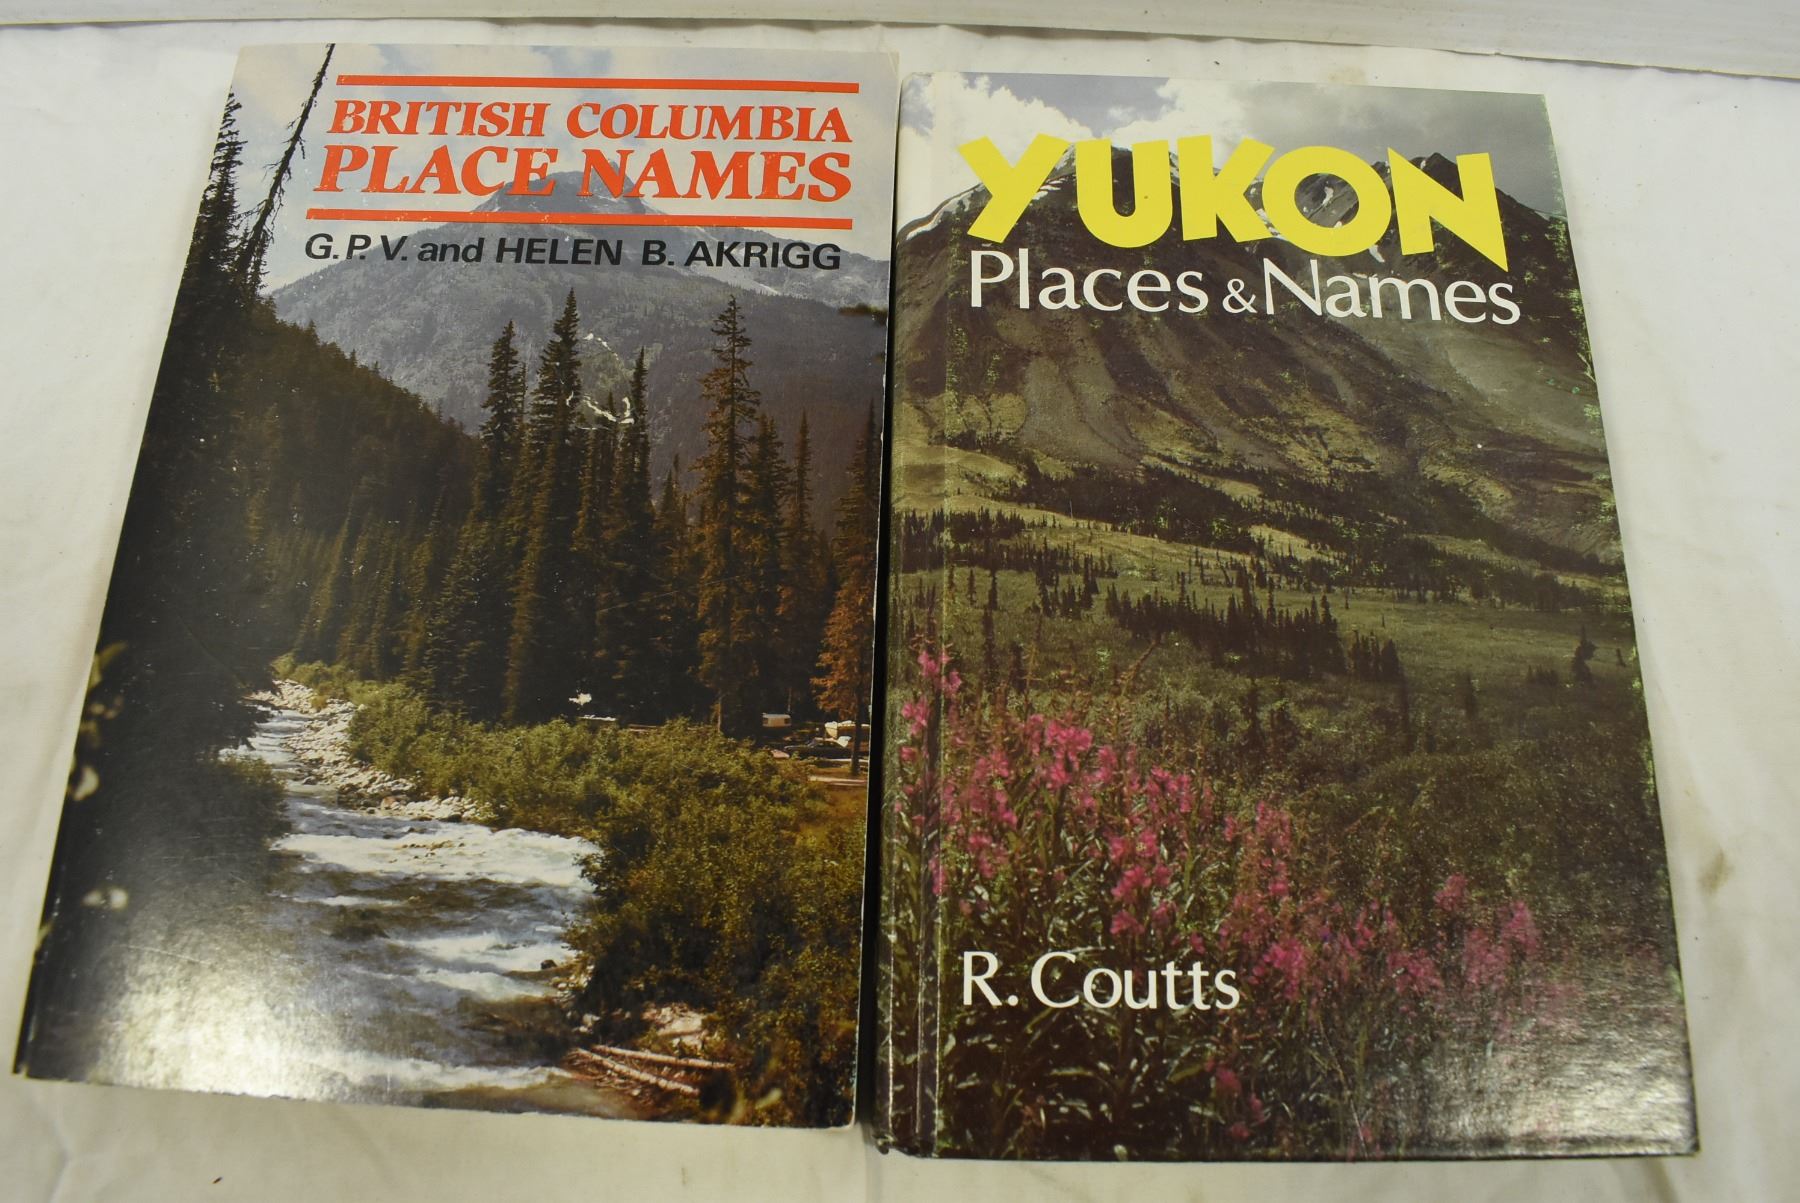 BRITISH COLUMBIA
PLACE NAMES
G.P.V. and HELEN B. AKRIGG
YUKON
Places & Names
R. Coutts